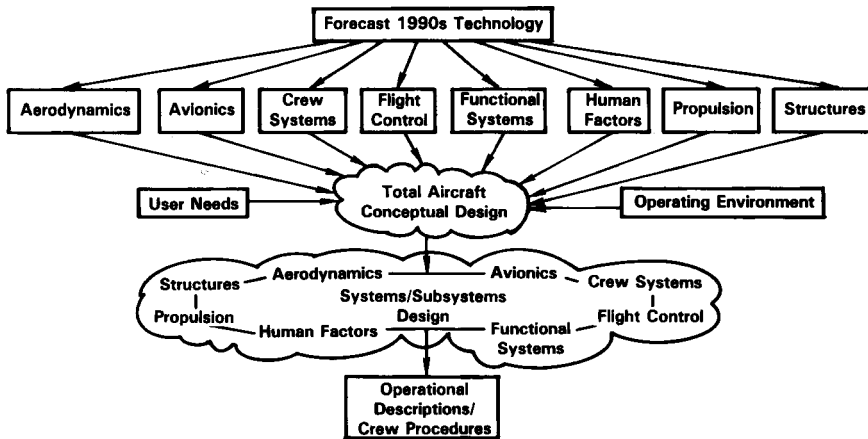 Forecast 1990s Technology
Aerodynamics
Avionics
Crew
Systems
Flight
Control
Functional
Systems
Human
Factors
Propulsion
Structures
Total Aircraft
Conceptual Design
User Needs
Operating Environment
Structures
Aerodynamics
Avionics
Crew Systems
Systems/Subsystems
Design
Propulsion
Human Factors
Functional
Systems
Flight Control
Operational
Descriptions/
Crew Procedures